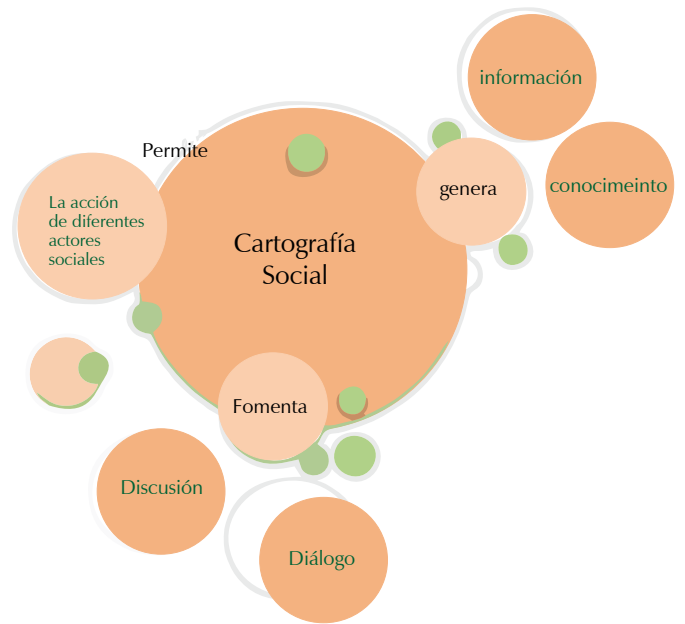 información
Permite
genera
conocimeinto
La acción
de diferentes
actores
sociales
Cartografía
Social
Fomenta
Discusión
Diálogo